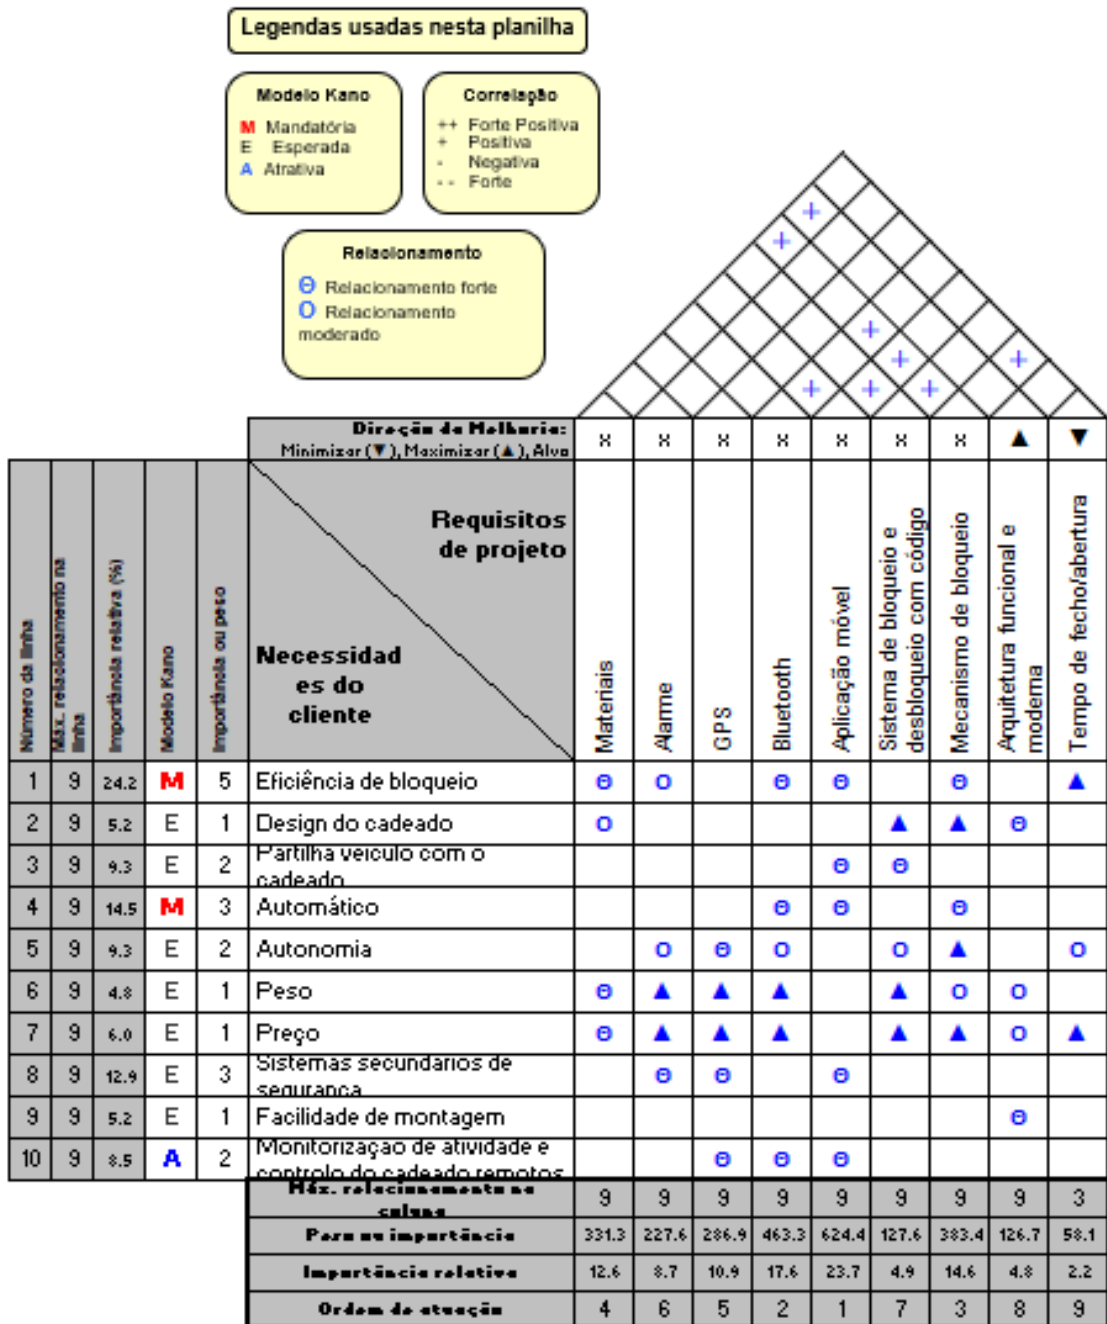 Legendas usadas nesta planilha
Modelo Kano
M Mandatória
E Esperada
A Atrativa
Correlação
++ Forte Positiva
+ Positiva
- Negativa
-- Forte
Relacionamento
Θ Relacionamento forte
O Relacionamento
moderado
+
+
+
+ +
+ + +
Direção de Melhoria:
Minimizar (▼), Maximizar (▲), Alvo x x x x x x x ▲ ▼
Número da linha
Máx. relacionamento na
linha
Importância relativa (%)
Modelo Kano
Importância ou peso
Requisitos
de projeto
Necessidad
es do
cliente
Materiais
Alarme
GPS
Bluetooth
Aplicação móvel
Sistema de bloqueio e
desbloqueio com código
Mecanismo de bloqueio
Arquitetura funcional e
moderna
Tempo de fecho/abertura
1 9 24.2 M 5 Eficiência de bloqueio Θ O Θ Θ Θ ▲
2 9 5.2 E 1 Design do cadeado O ▲ ▲ Θ
3 9 9.3 E 2 Partilha veiculo com o
cadeado Θ Θ
4 9 14.5 M 3 Automático Θ Θ Θ
5 9 9.3 E 2 Autonomia O Θ O O ▲ O
6 9 4.8 E 1 Peso Θ ▲ ▲ ▲ ▲ O O
7 9 6.0 E 1 Preço Θ ▲ ▲ ▲ ▲ ▲ O ▲
8 9 12.9 E 3 Sistemas secundários de
segurança Θ Θ Θ
9 9 5.2 E 1 Facilidade de montagem Θ
10 9 8.5 A 2 Monitorização de atividade e
controlo do cadeado remotos Θ Θ Θ
Máx. relacionamento na
coluna 9 9 9 9 9 9 9 9 3
Peso ou importância 331.3 227.6 286.9 463.3 624.4 127.6 383.4 126.7 58.1
Importância relativa 12.6 8.7 10.9 17.6 23.7 4.9 14.6 4.8 2.2
Ordem de atuação 4 6 5 2 1 7 3 8 9